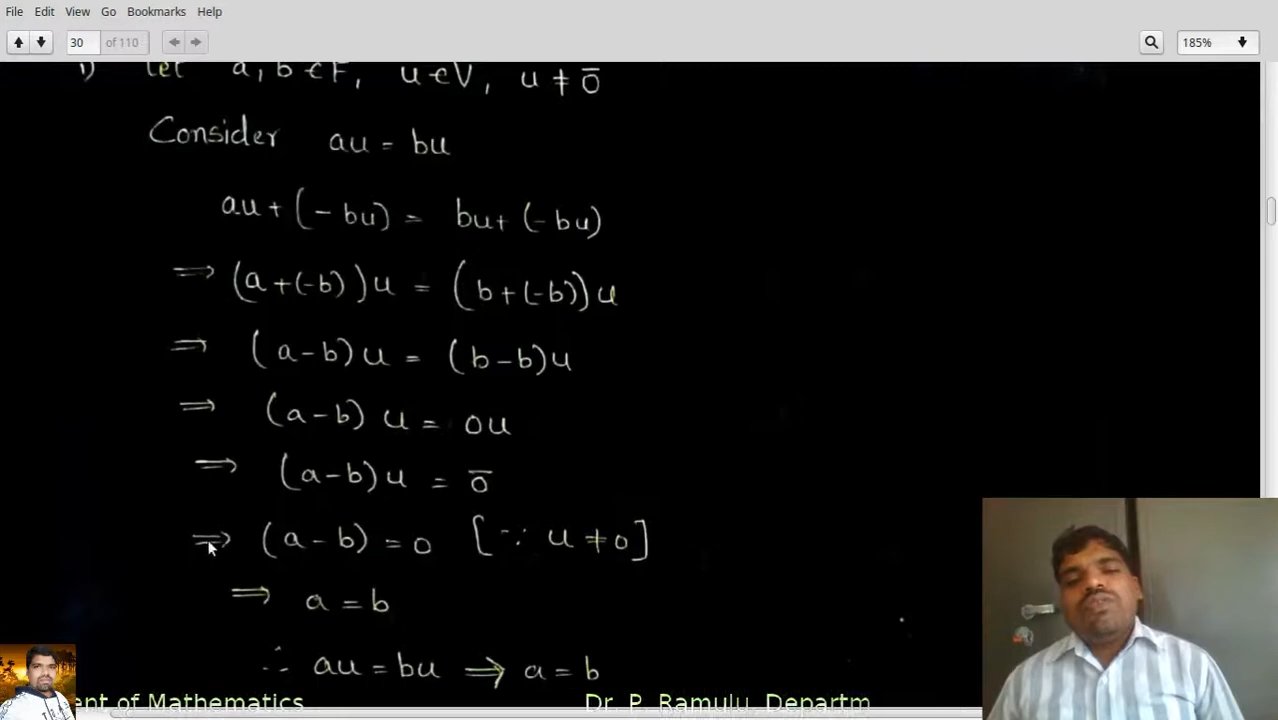 File Edit View Go Bookmarks Help
30 of 110 185%
i) Let a, b ∈ F, u ∈ V, u ≠ 0̄
Consider au = bu
au + (- bu) = bu + (- bu)
⇒ (a + (-b)) u = (b + (-b)) u
⇒ (a - b) u = (b - b) u
⇒ (a - b) u = 0u
⇒ (a - b) u = 0̄
⇒ (a - b) = 0 [∵ u ≠ 0]
⇒ a = b
∴ au = bu ⇒ a = b
ent of Mathematics Dr. P. Ramulu, Departm